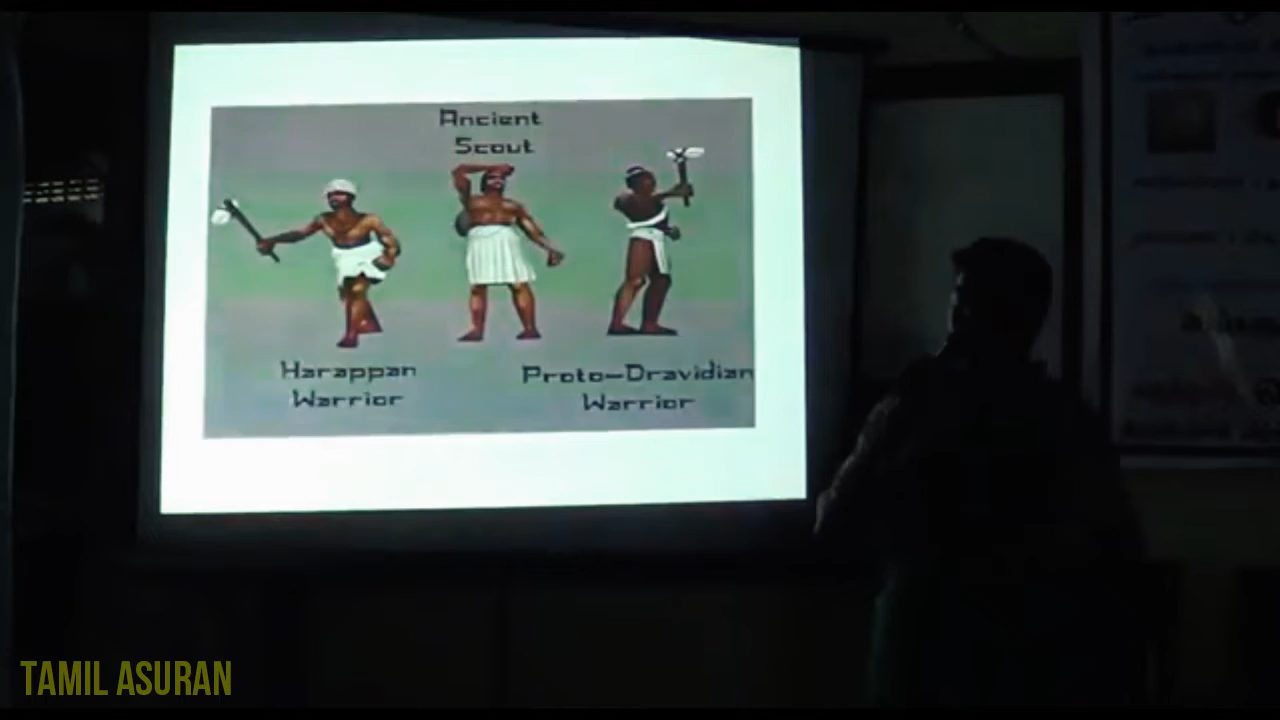 Ancient
Scout
Harappan
Warrior
Proto-Dravidian
Warrior
TAMIL ASURAN